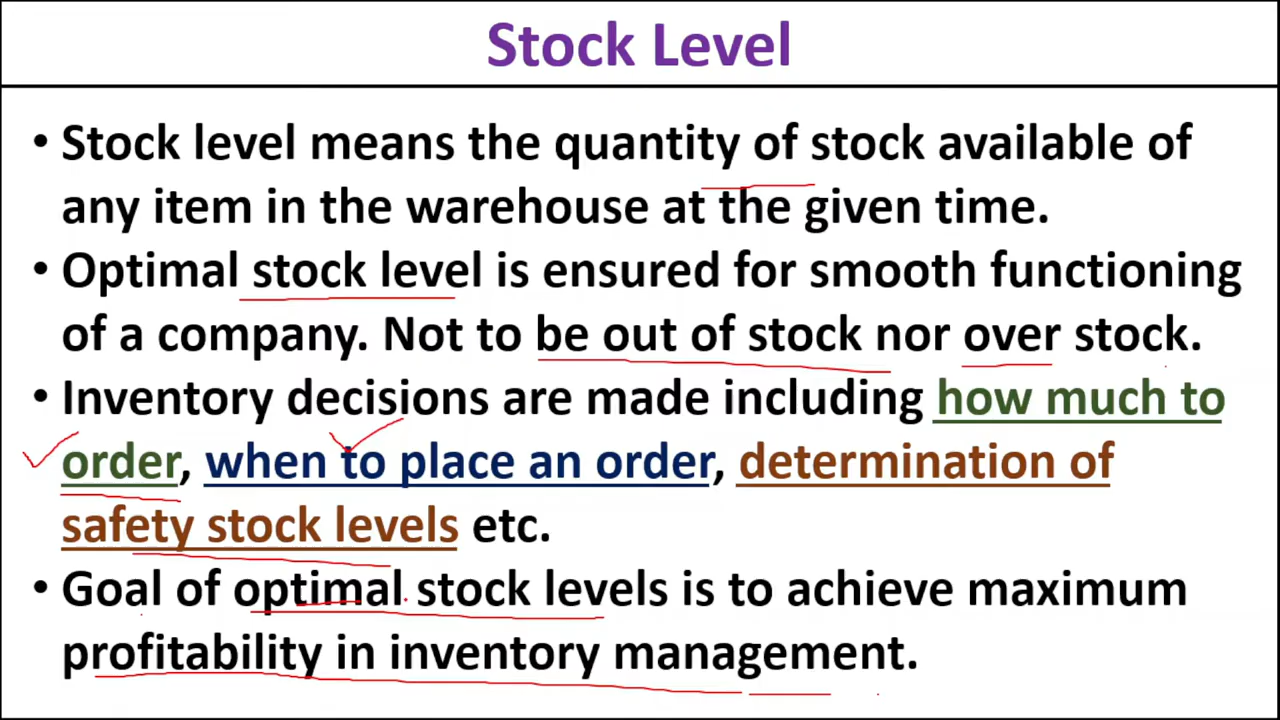 Stock Level
• Stock level means the quantity of stock available of
any item in the warehouse at the given time.
• Optimal stock level is ensured for smooth functioning
of a company. Not to be out of stock nor over stock.
• Inventory decisions are made including how much to
order, when to place an order, determination of
safety stock levels etc.
• Goal of optimal stock levels is to achieve maximum
profitability in inventory management.